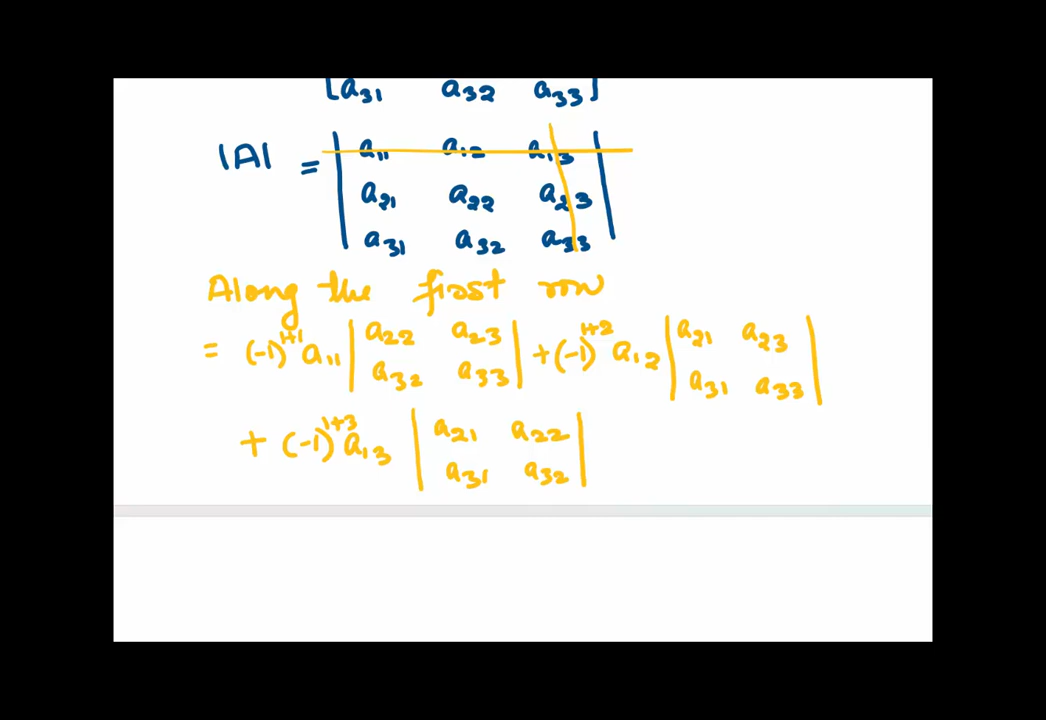 [a₃₁ a₃₂ a₃₃]
|A| = | a₁₁ a₁₂ a₁₃ |
| a₂₁ a₂₂ a₂₃ |
| a₃₁ a₃₂ a₃₃ |
Along the first row
= (-1)¹⁺¹ a₁₁ | a₂₂ a₂₃ | + (-1)¹⁺² a₁₂ | a₂₁ a₂₃ |
| a₃₂ a₃₃ | | a₃₁ a₃₃ |
+ (-1)¹⁺³ a₁₃ | a₂₁ a₂₂ |
| a₃₁ a₃₂ |